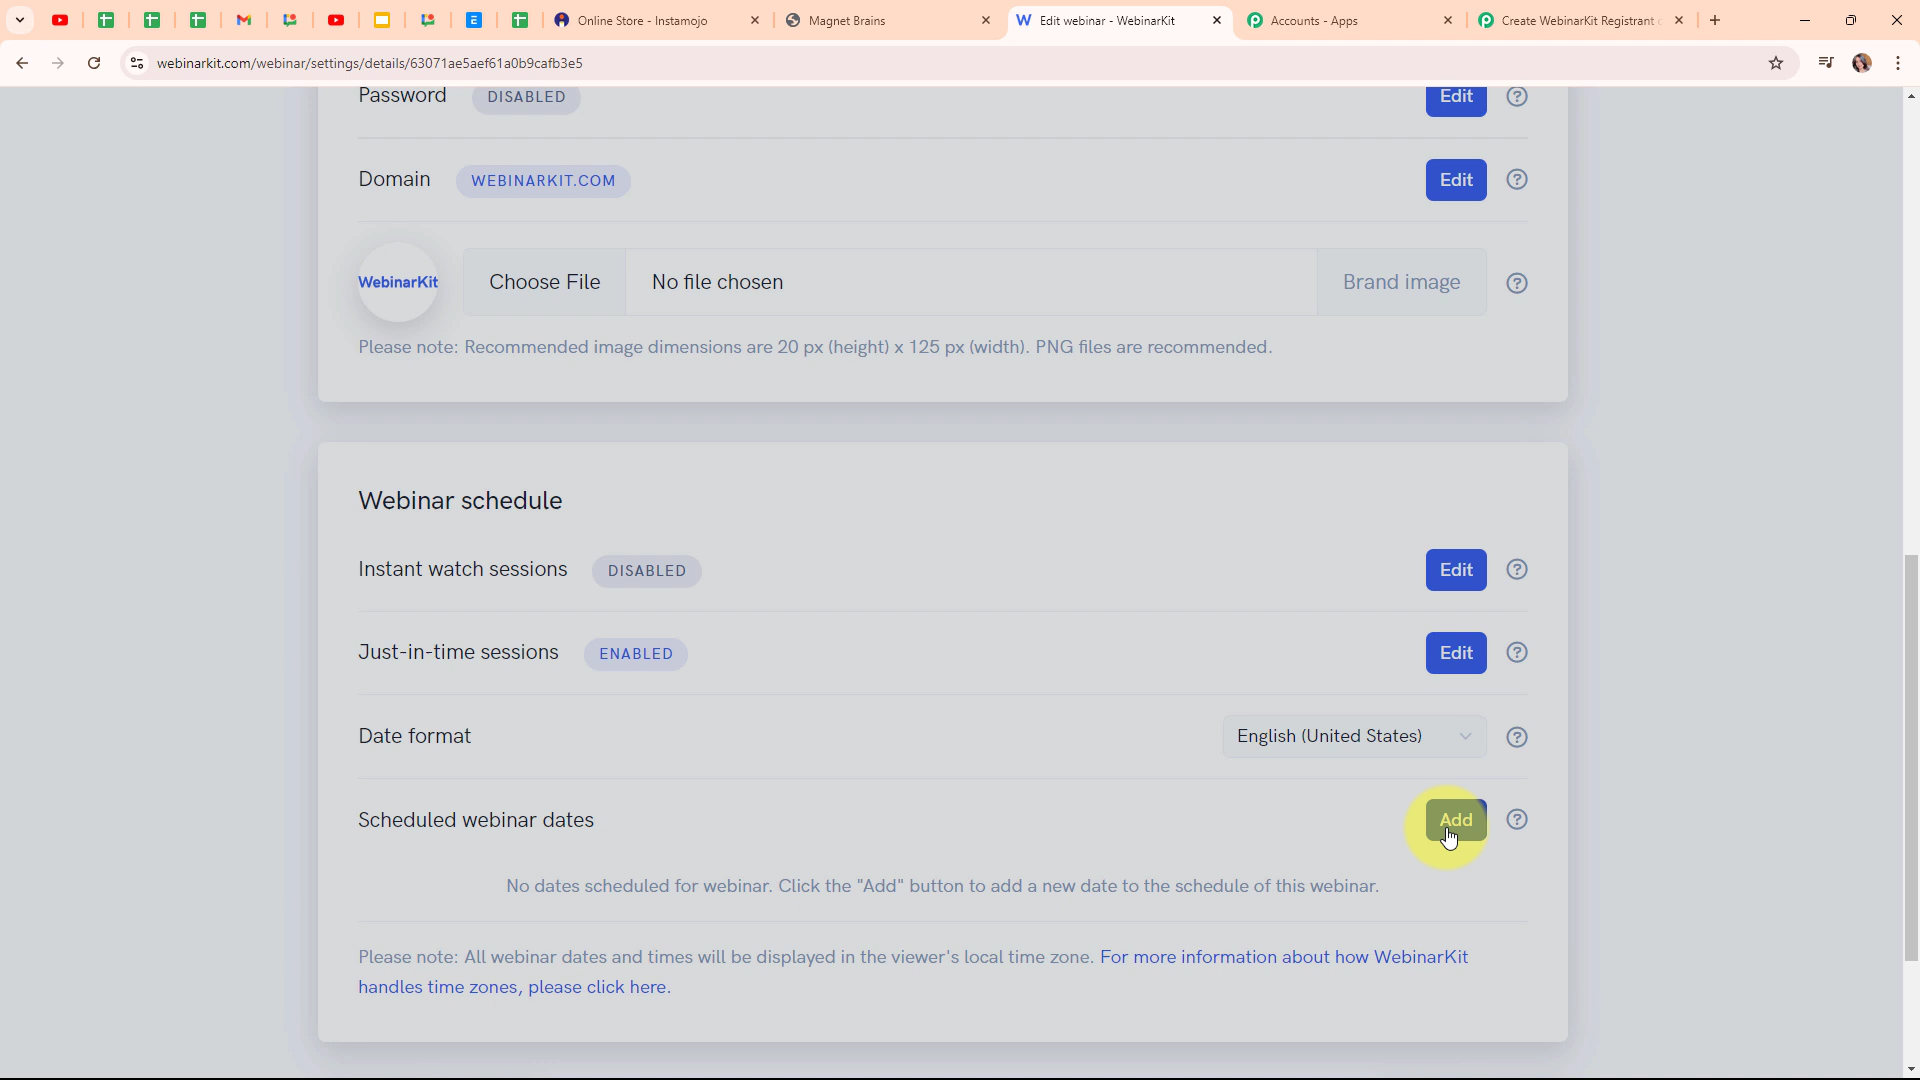 Online Store - Instamojo
Magnet Brains
Edit webinar - WebinarKit
Accounts - Apps
Create WebinarKit Registrant
webinarkit.com/webinar/settings/details/63071ae5aef61a0b9cafb3e5
Password DISABLED Edit
Domain WEBINARKIT.COM Edit
WebinarKit Choose File No file chosen Brand image
Please note: Recommended image dimensions are 20 px (height) x 125 px (width). PNG files are recommended.
Webinar schedule
Instant watch sessions DISABLED Edit
Just-in-time sessions ENABLED Edit
Date format English (United States)
Scheduled webinar dates Add
No dates scheduled for webinar. Click the "Add" button to add a new date to the schedule of this webinar.
Please note: All webinar dates and times will be displayed in the viewer's local time zone. For more information about how WebinarKit
handles time zones, please click here.